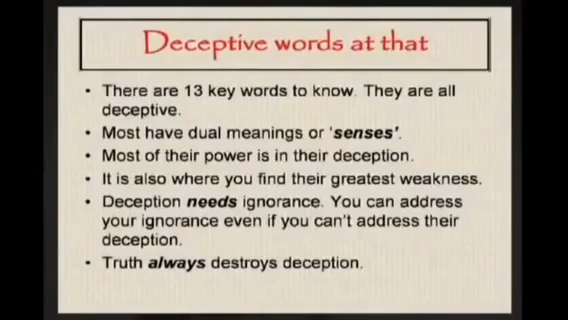 Deceptive words at that
• There are 13 key words to know. They are all
deceptive.
• Most have dual meanings or 'senses'.
• Most of their power is in their deception.
• It is also where you find their greatest weakness.
• Deception needs ignorance. You can address
your ignorance even if you can't address their
deception.
• Truth always destroys deception.